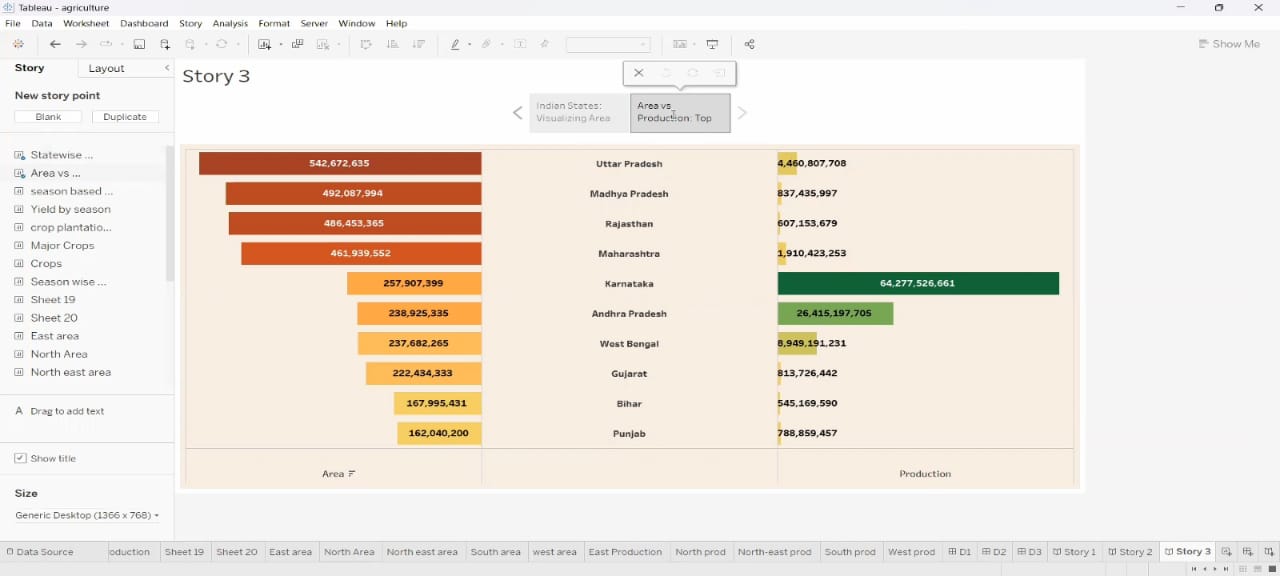 Tableau - agriculture
File Data Worksheet Dashboard Story Analysis Format Server Window Help
Show Me
Story Layout
New story point
Blank Duplicate
Statewise ...
Area vs ...
season based ...
Yield by season
crop plantatio...
Major Crops
Crops
Season wise ...
Sheet 19
Sheet 20
East area
North Area
North east area
A Drag to add text
Show title
Size
Generic Desktop (1366 x 768)
Story 3
Indian States:
Visualizing Area
Area vs
Production: Top
542,672,635 Uttar Pradesh 4,460,807,708
492,087,994 Madhya Pradesh 837,435,997
486,453,365 Rajasthan 607,153,679
461,939,552 Maharashtra 1,910,423,253
257,907,399 Karnataka 64,277,526,661
238,925,335 Andhra Pradesh 26,415,197,705
237,682,265 West Bengal 8,949,191,231
222,434,333 Gujarat 813,726,442
167,995,431 Bihar 545,169,590
162,040,200 Punjab 788,859,457
Area Production
Data Source oduction Sheet 19 Sheet 20 East area North Area North east area South area west area East Production North prod North-east prod South prod West prod D1 D2 D3 Story 1 Story 2 Story 3